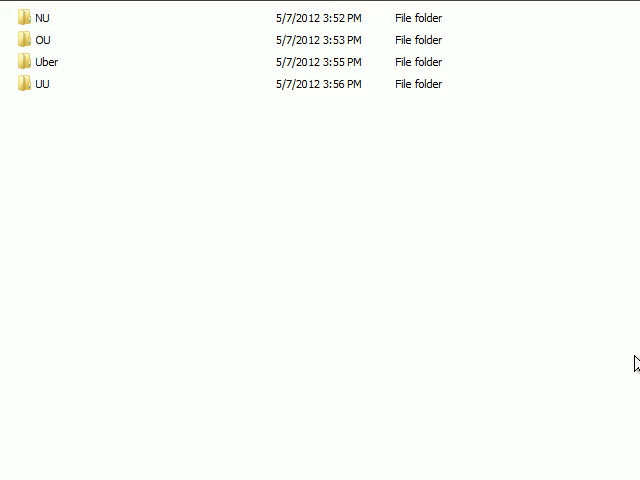 NU 5/7/2012 3:52 PM File folder
OU 5/7/2012 3:53 PM File folder
Uber 5/7/2012 3:55 PM File folder
UU 5/7/2012 3:56 PM File folder